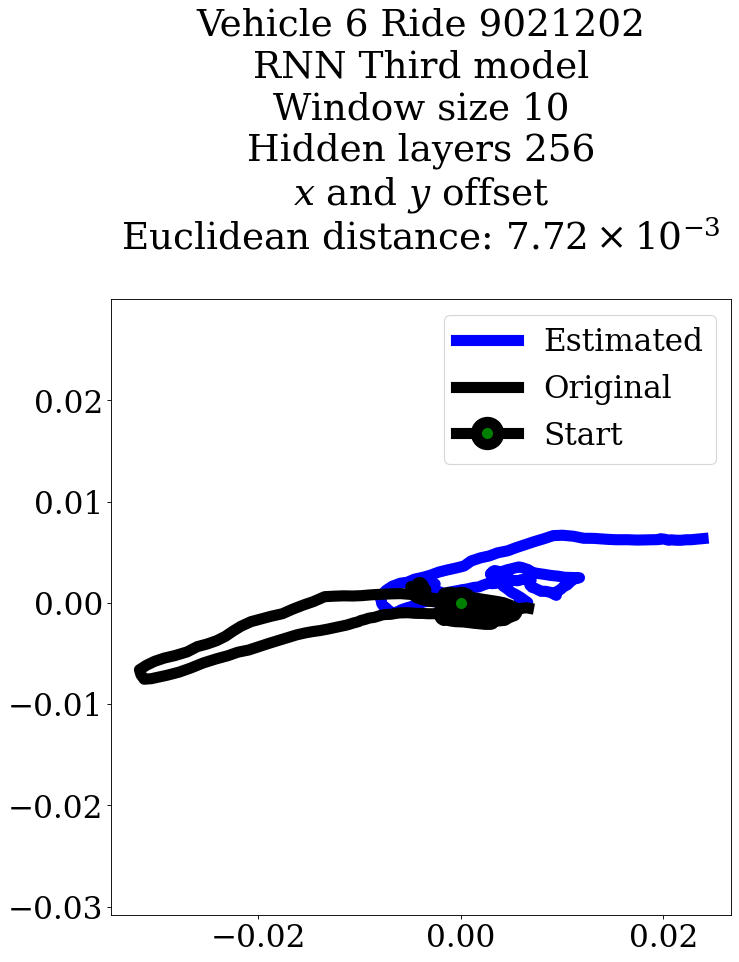 Vehicle 6 Ride 9021202
RNN Third model
Window size 10
Hidden layers 256
x and y offset
Euclidean distance: 7.72 × 10⁻³
Estimated
Original
Start
0.02
0.01
0.00
−0.01
−0.02
−0.03
−0.02 0.00 0.02